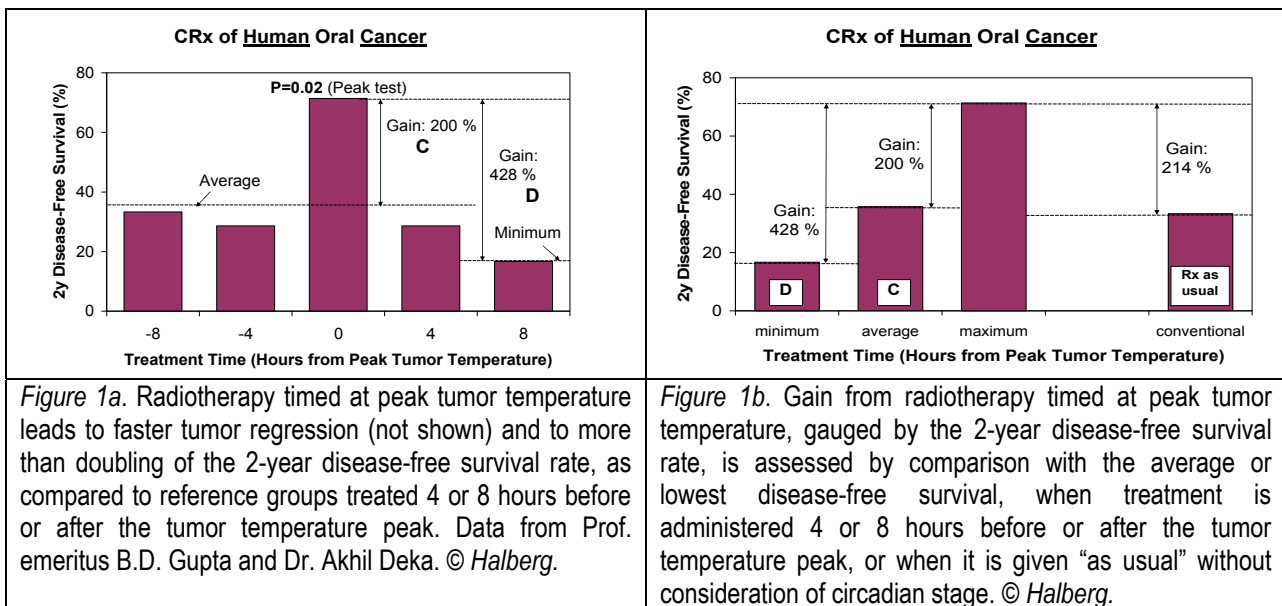 CRx of Human Oral Cancer
2y Disease-Free Survival (%)
80
60
40
20
0
P=0.02 (Peak test)
Gain: 200 %
C
Gain:
428 %
D
Average
Minimum
-8 -4 0 4 8
Treatment Time (Hours from Peak Tumor Temperature)
Figure 1a. Radiotherapy timed at peak tumor temperature
leads to faster tumor regression (not shown) and to more
than doubling of the 2-year disease-free survival rate, as
compared to reference groups treated 4 or 8 hours before
or after the tumor temperature peak. Data from Prof.
emeritus B.D. Gupta and Dr. Akhil Deka. © Halberg.
CRx of Human Oral Cancer
2y Disease-Free Survival (%)
80
60
40
20
0
Gain:
428 %
Gain:
200 %
Gain:
214 %
D
C
Rx as
usual
minimum average maximum conventional
Treatment Time (Hours from Peak Tumor Temperature)
Figure 1b. Gain from radiotherapy timed at peak tumor
temperature, gauged by the 2-year disease-free survival
rate, is assessed by comparison with the average or
lowest disease-free survival, when treatment is
administered 4 or 8 hours before or after the tumor
temperature peak, or when it is given “as usual” without
consideration of circadian stage. © Halberg.